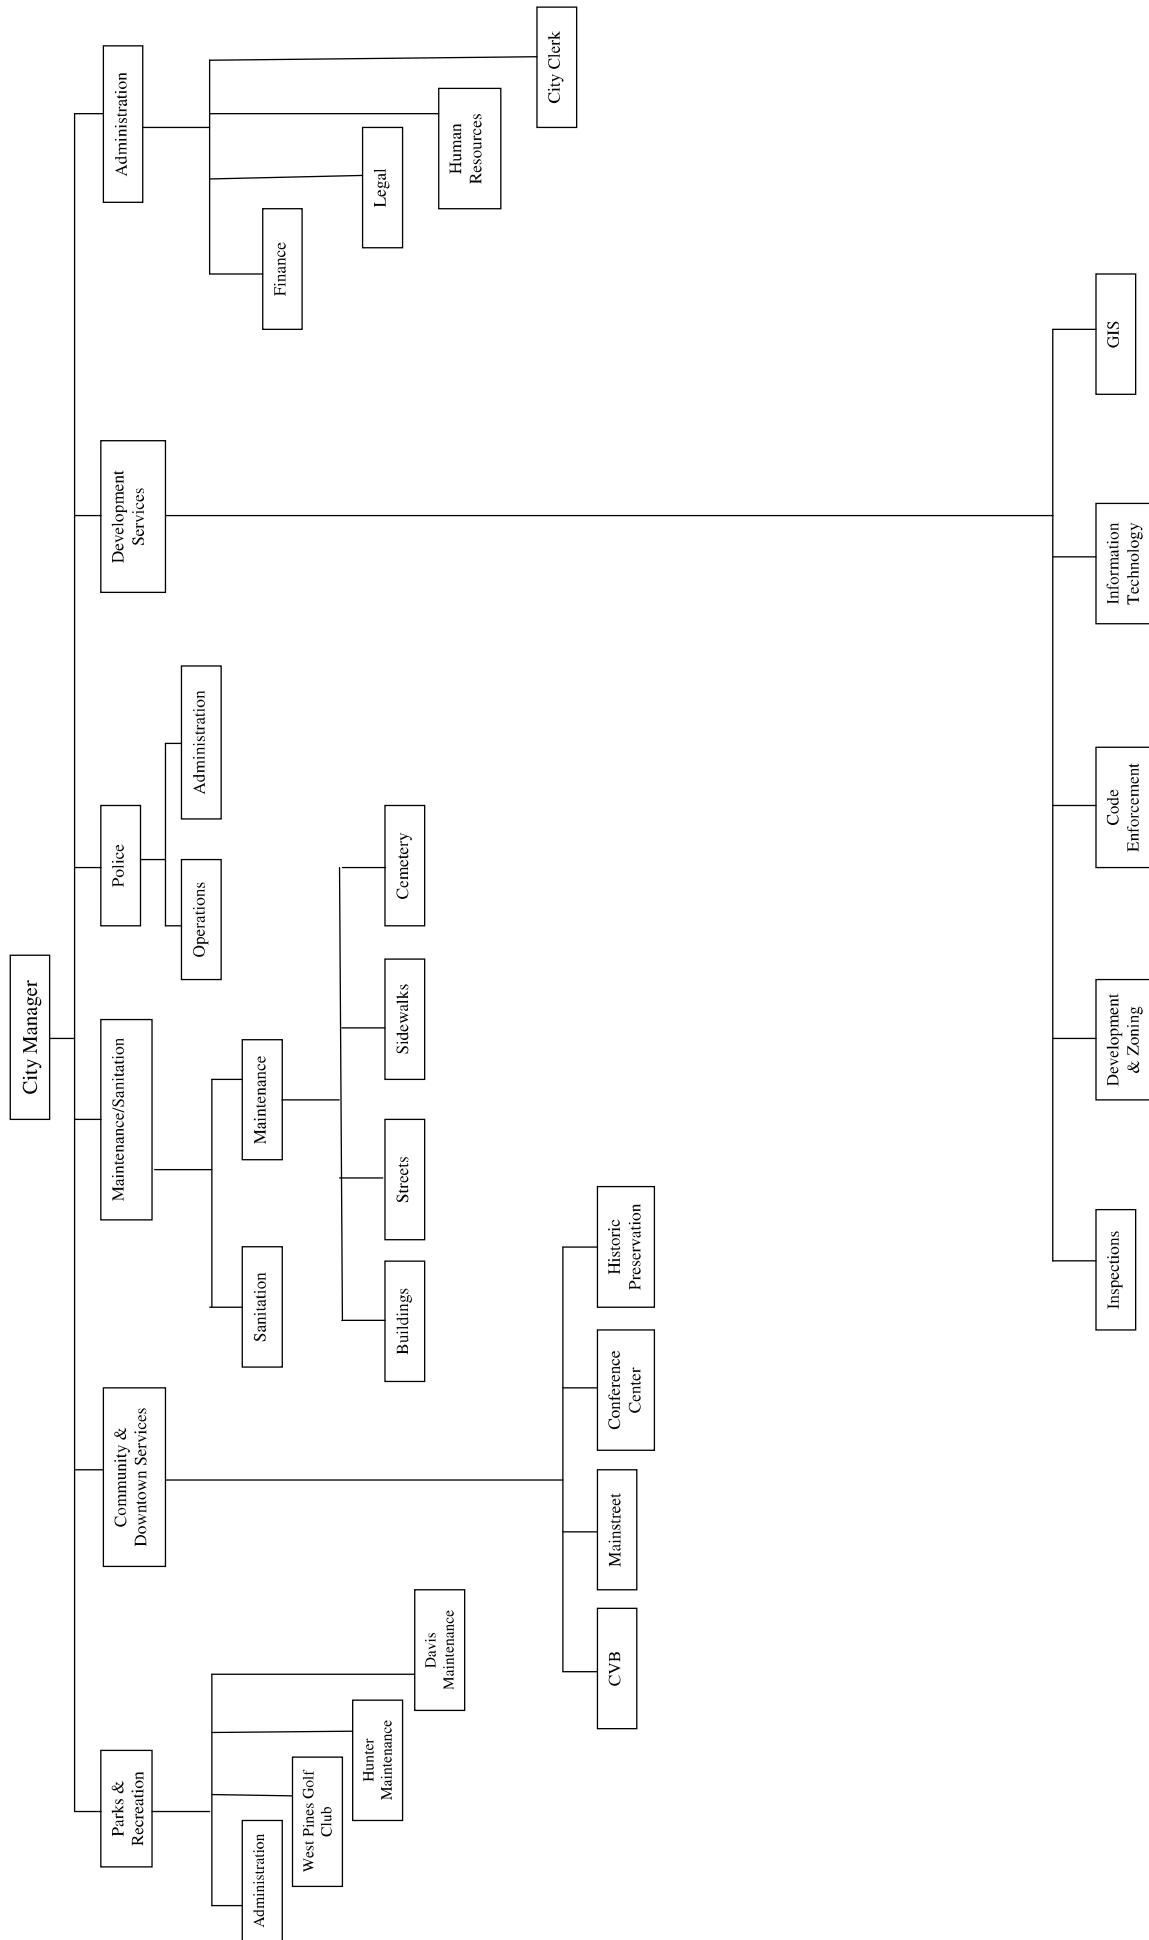 City Manager
Parks &
Recreation
Community &
Downtown Services
Maintenance/Sanitation
Police
Development
Services
Administration
Administration
West Pines Golf
Club
Hunter
Maintenance
Davis
Maintenance
CVB
Mainstreet
Conference
Center
Historic
Preservation
Sanitation
Maintenance
Buildings
Streets
Sidewalks
Cemetery
Operations
Administration
Inspections
Development
& Zoning
Code
Enforcement
Information
Technology
GIS
Finance
Legal
Human
Resources
City Clerk